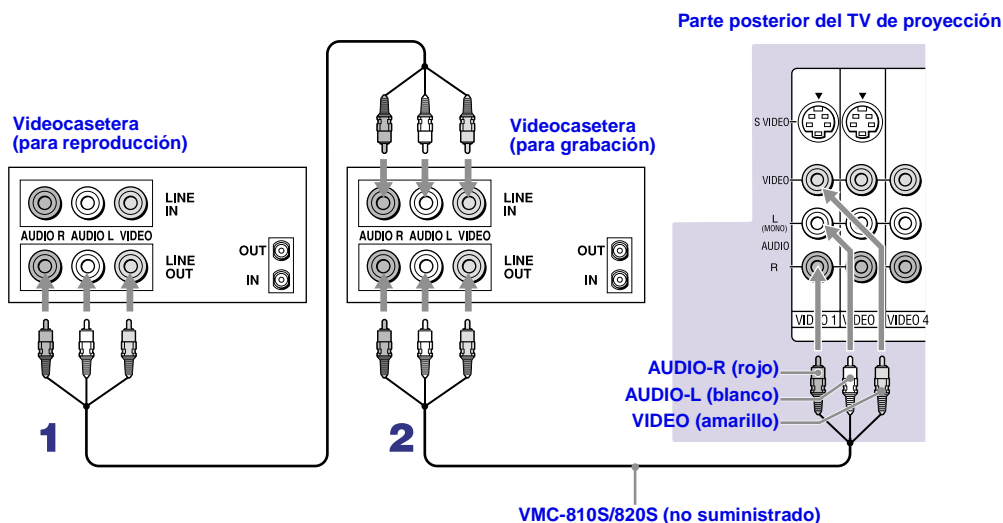 Parte posterior del TV de proyección
Videocasetera
(para reproducción)
LINE
IN
AUDIO R AUDIO L VIDEO
LINE
OUT
OUT
IN
1
Videocasetera
(para grabación)
LINE
IN
AUDIO R AUDIO L VIDEO
LINE
OUT
OUT
IN
2
S VIDEO
VIDEO
L
(MONO)
AUDIO
R
VIDEO 1 VIDEO VIDEO 4
AUDIO-R (rojo)
AUDIO-L (blanco)
VIDEO (amarillo)
VMC-810S/820S (no suministrado)